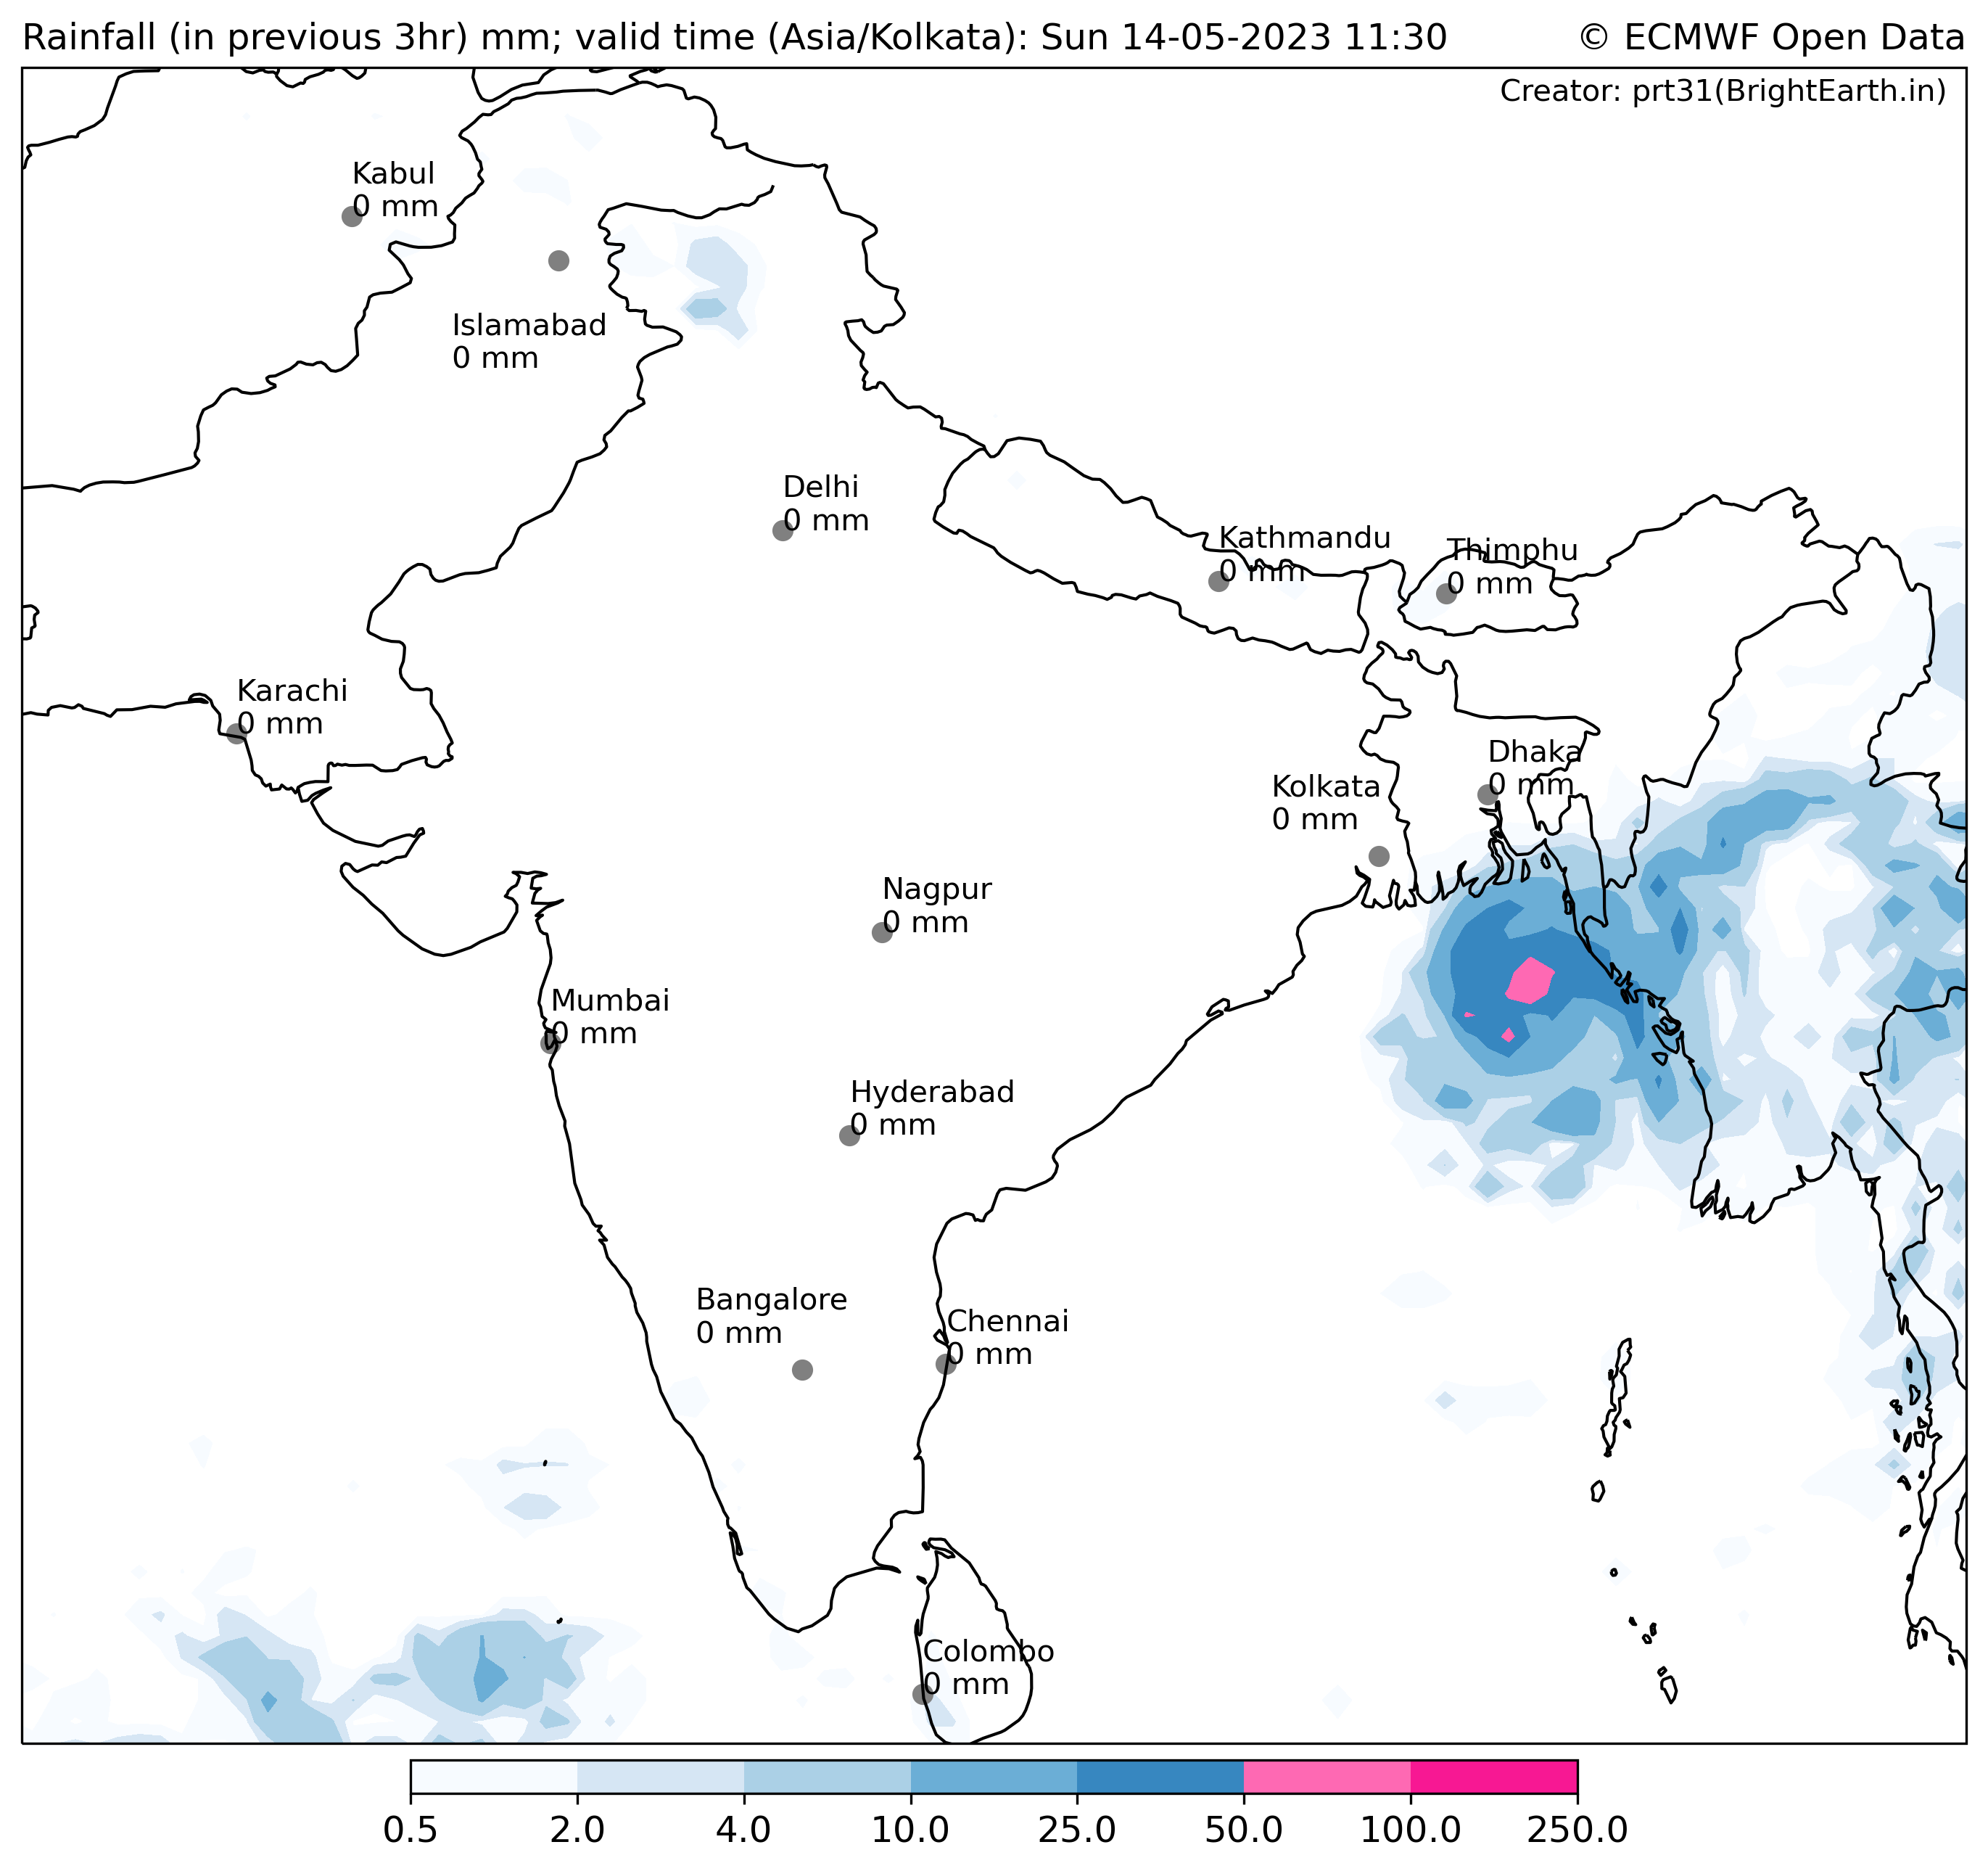 Rainfall (in previous 3hr) mm; valid time (Asia/Kolkata): Sun 14-05-2023 11:30
© ECMWF Open Data
Creator: prt31(BrightEarth.in)
Kabul
0 mm
Islamabad
0 mm
Delhi
0 mm
Kathmandu
0 mm
Thimphu
0 mm
Karachi
0 mm
Dhaka
0 mm
Kolkata
0 mm
Nagpur
0 mm
Mumbai
0 mm
Hyderabad
0 mm
Bangalore
0 mm
Chennai
0 mm
Colombo
0 mm
0.5 2.0 4.0 10.0 25.0 50.0 100.0 250.0